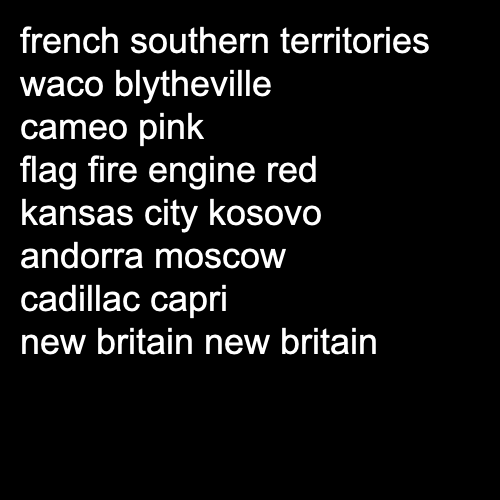 french southern territories
waco blytheville
cameo pink
flag fire engine red
kansas city kosovo
andorra moscow
cadillac capri
new britain new britain